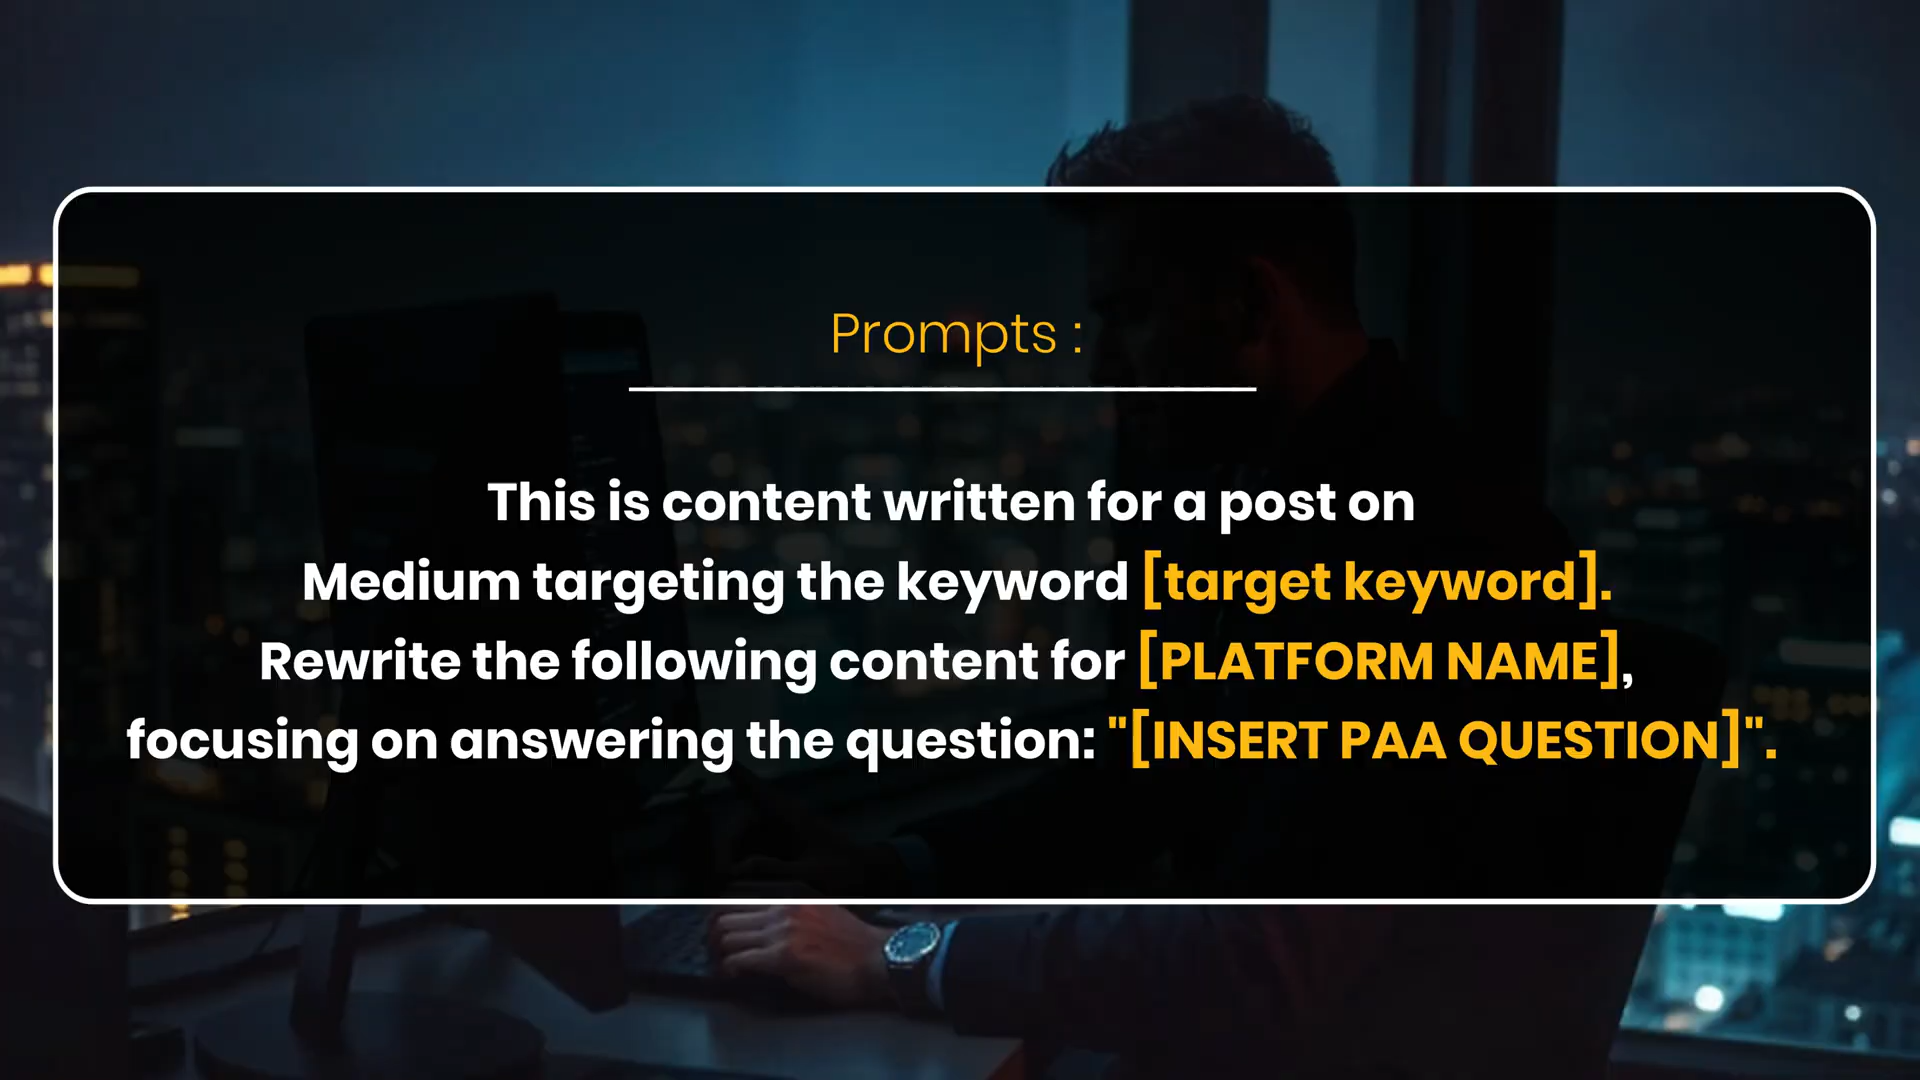 Prompts :
This is content written for a post on
Medium targeting the keyword [target keyword].
Rewrite the following content for [PLATFORM NAME],
focusing on answering the question: "[INSERT PAA QUESTION]".